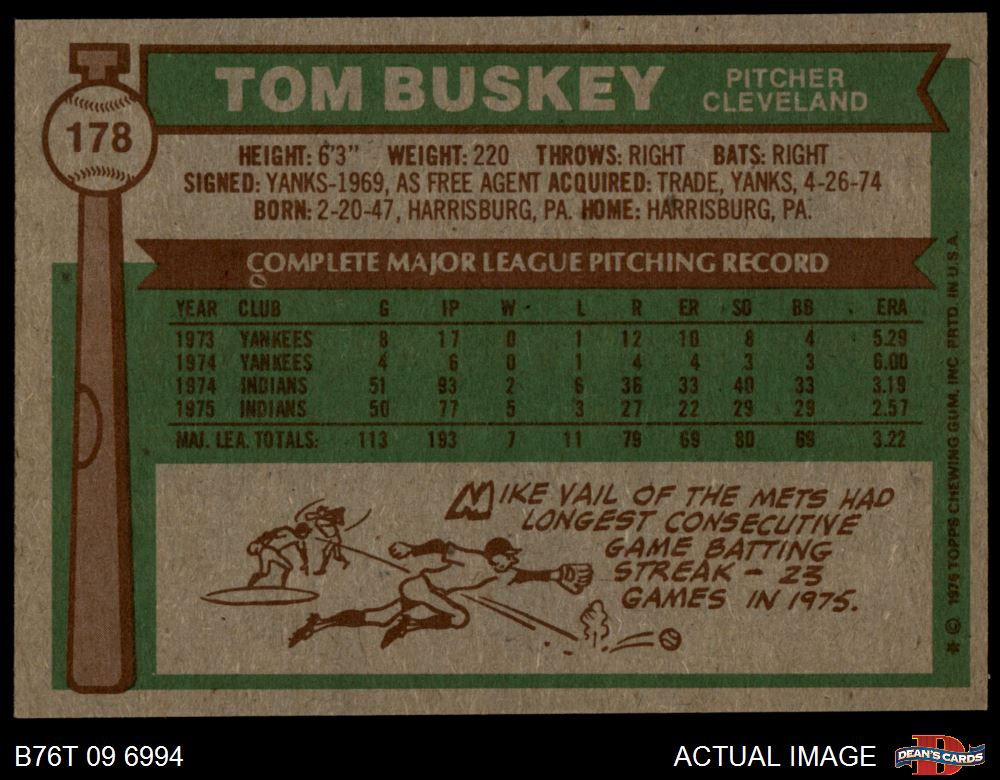 178
TOM BUSKEY
PITCHER
CLEVELAND
HEIGHT: 6'3" WEIGHT: 220 THROWS: RIGHT BATS: RIGHT
SIGNED: YANKS-1969, AS FREE AGENT ACQUIRED: TRADE, YANKS, 4-26-74
BORN: 2-20-47, HARRISBURG, PA. HOME: HARRISBURG, PA.
COMPLETE MAJOR LEAGUE PITCHING RECORD
YEAR CLUB G IP W L R ER SO BB ERA
1973 YANKEES 8 17 0 1 12 10 8 4 5.29
1974 YANKEES 4 6 0 1 4 4 3 3 6.00
1974 INDIANS 51 93 2 6 36 33 40 33 3.19
1975 INDIANS 50 77 5 3 27 22 29 29 2.57
MAJ. LEA. TOTALS: 113 193 7 11 79 69 80 69 3.22
MIKE VAIL OF THE METS HAD
LONGEST CONSECUTIVE
GAME BATTING
STREAK - 23
GAMES IN 1975.
* © 1976 TOPPS CHEWING GUM, INC PRTD. IN U.S.A.
B76T 09 6994
ACTUAL IMAGE
D
DEAN'S CARDS